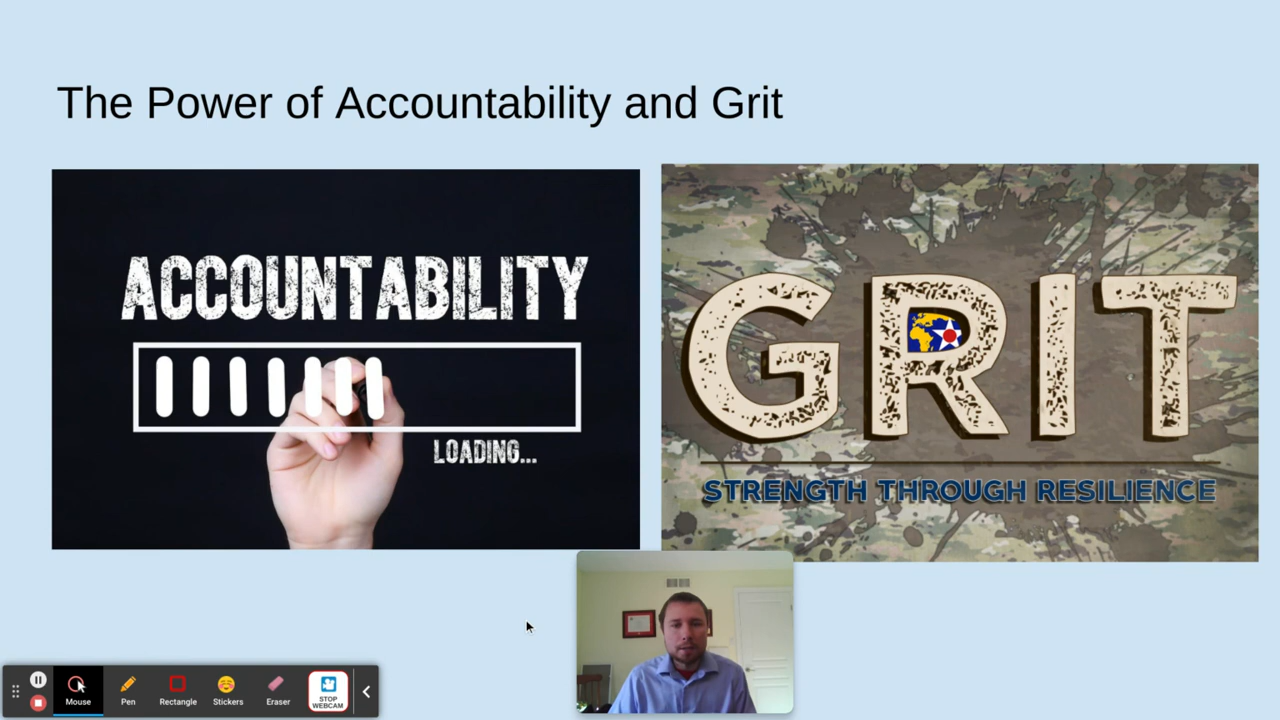 The Power of Accountability and Grit
ACCOUNTABILITY
LOADING...
GRIT
STRENGTH THROUGH RESILIENCE
Mouse
Pen
Rectangle
Stickers
Eraser
STOP
WEBCAM